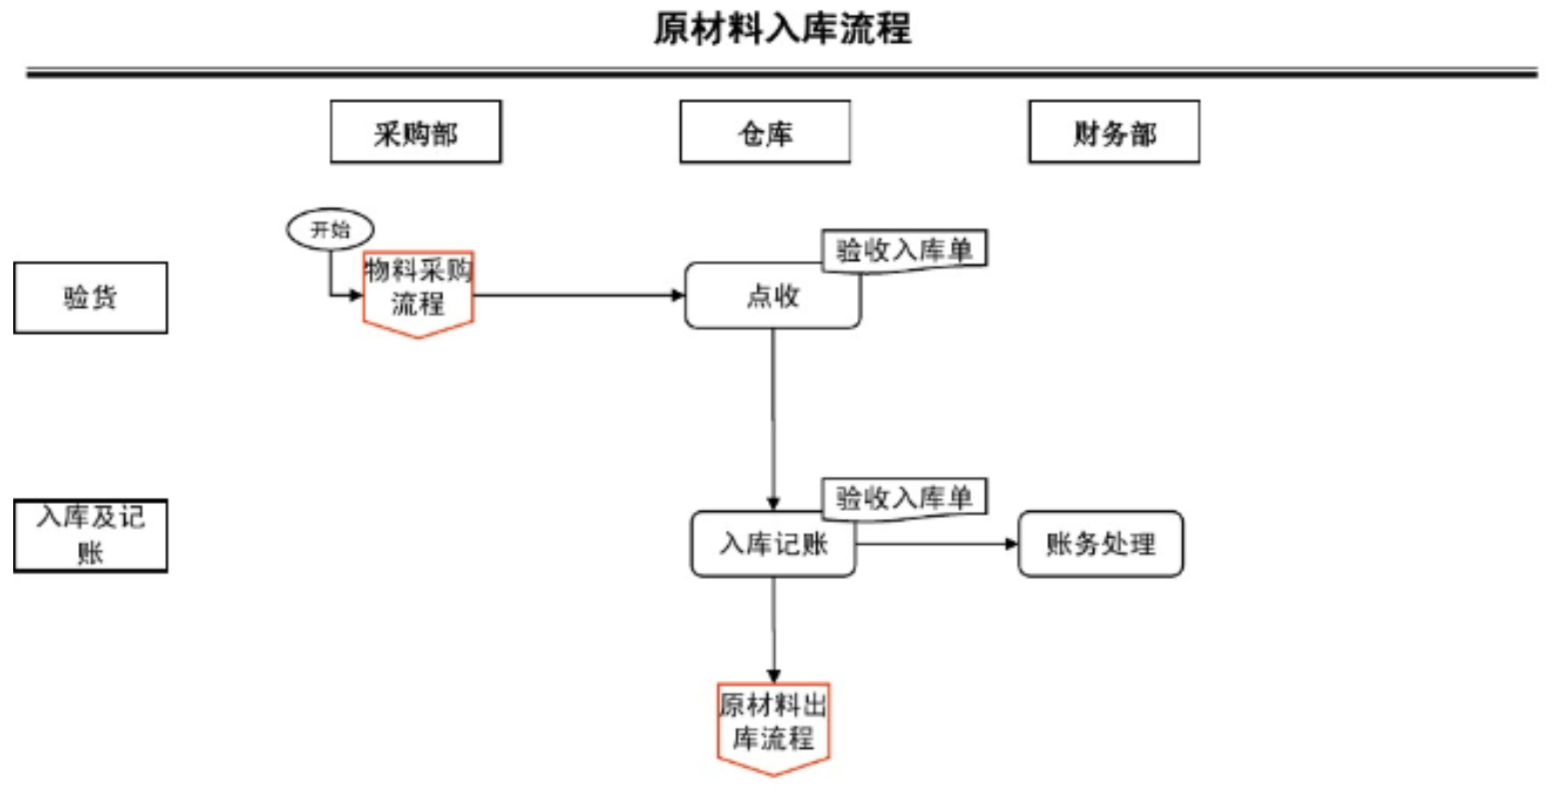 原材料入库流程
采购部
仓库
财务部
开始
验收入库单
物料采购
流程
点收
验货
验收入库单
入库及记
账
入库记账
账务处理
原材料出
库流程